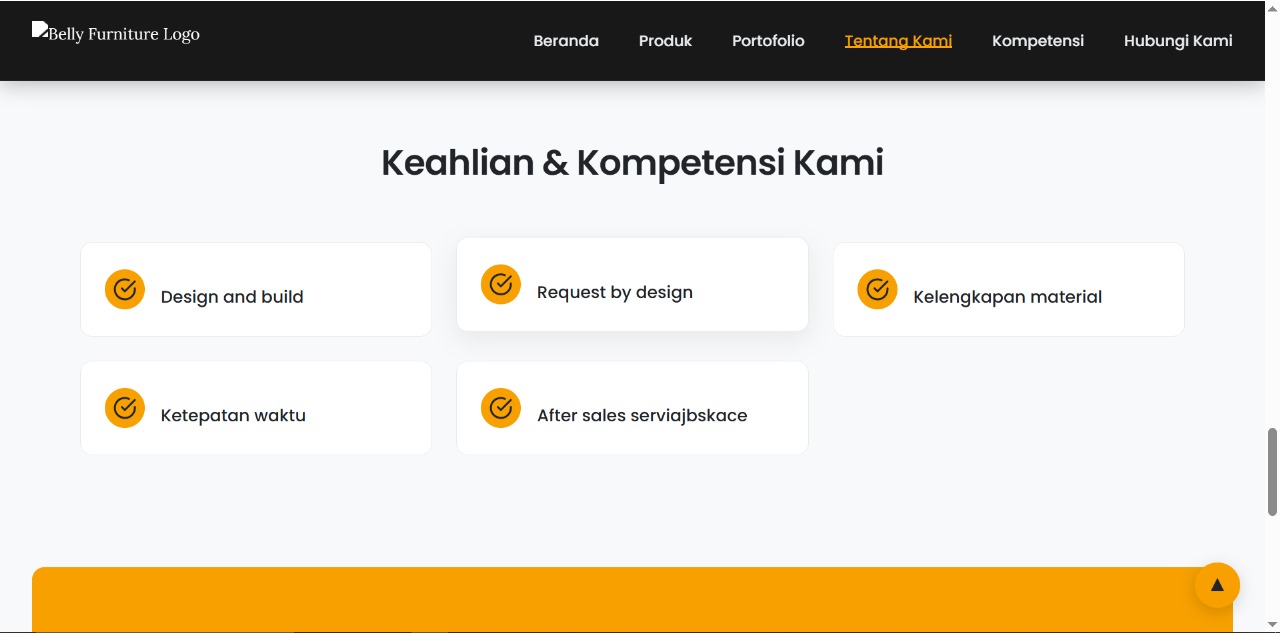 Belly Furniture Logo
Beranda Produk Portofolio Tentang Kami Kompetensi Hubungi Kami
Keahlian & Kompetensi Kami
Design and build
Request by design
Kelengkapan material
Ketepatan waktu
After sales serviajbskace